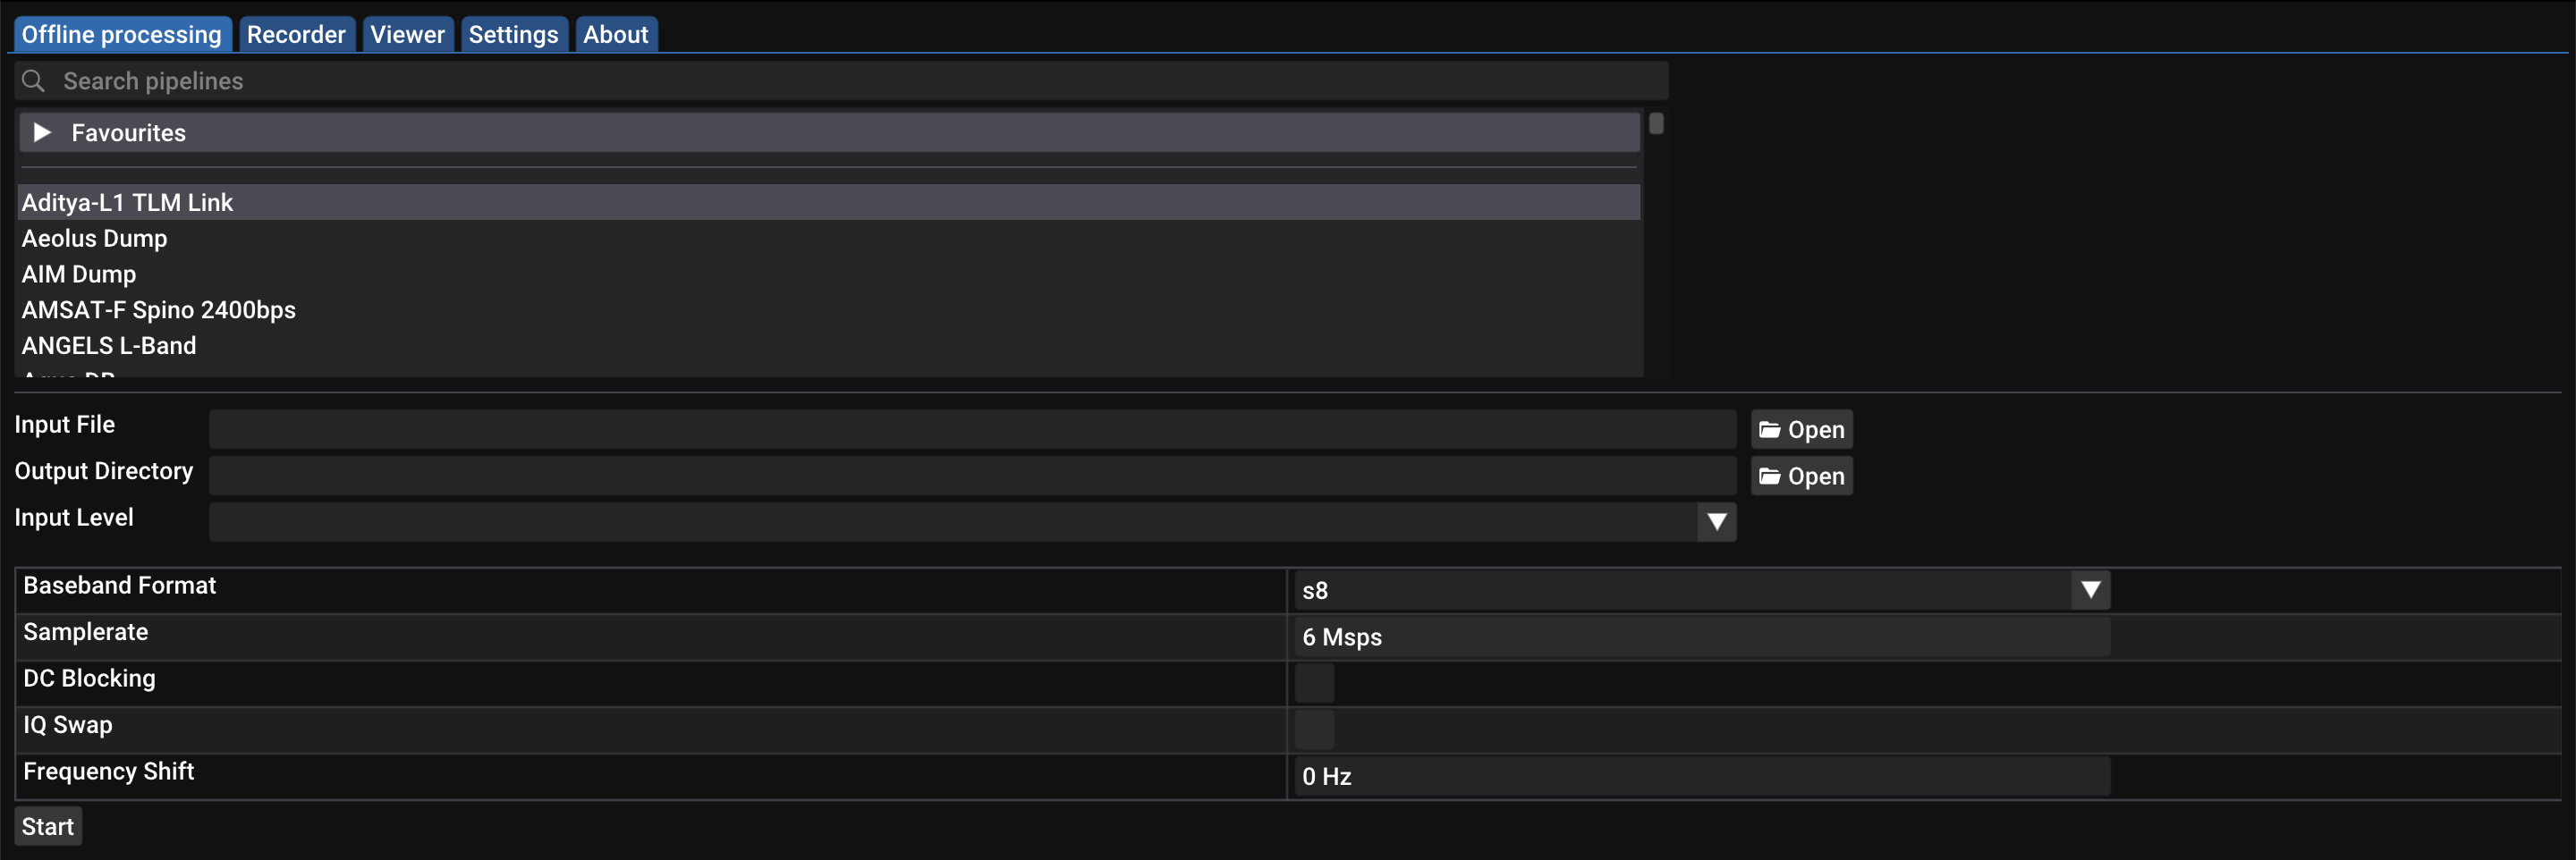 Offline processing Recorder Viewer Settings About
Search pipelines
Favourites
Aditya-L1 TLM Link
Aeolus Dump
AIM Dump
AMSAT-F Spino 2400bps
ANGELS L-Band
Input File Open
Output Directory Open
Input Level
Baseband Format s8
Samplerate 6 Msps
DC Blocking
IQ Swap
Frequency Shift 0 Hz
Start